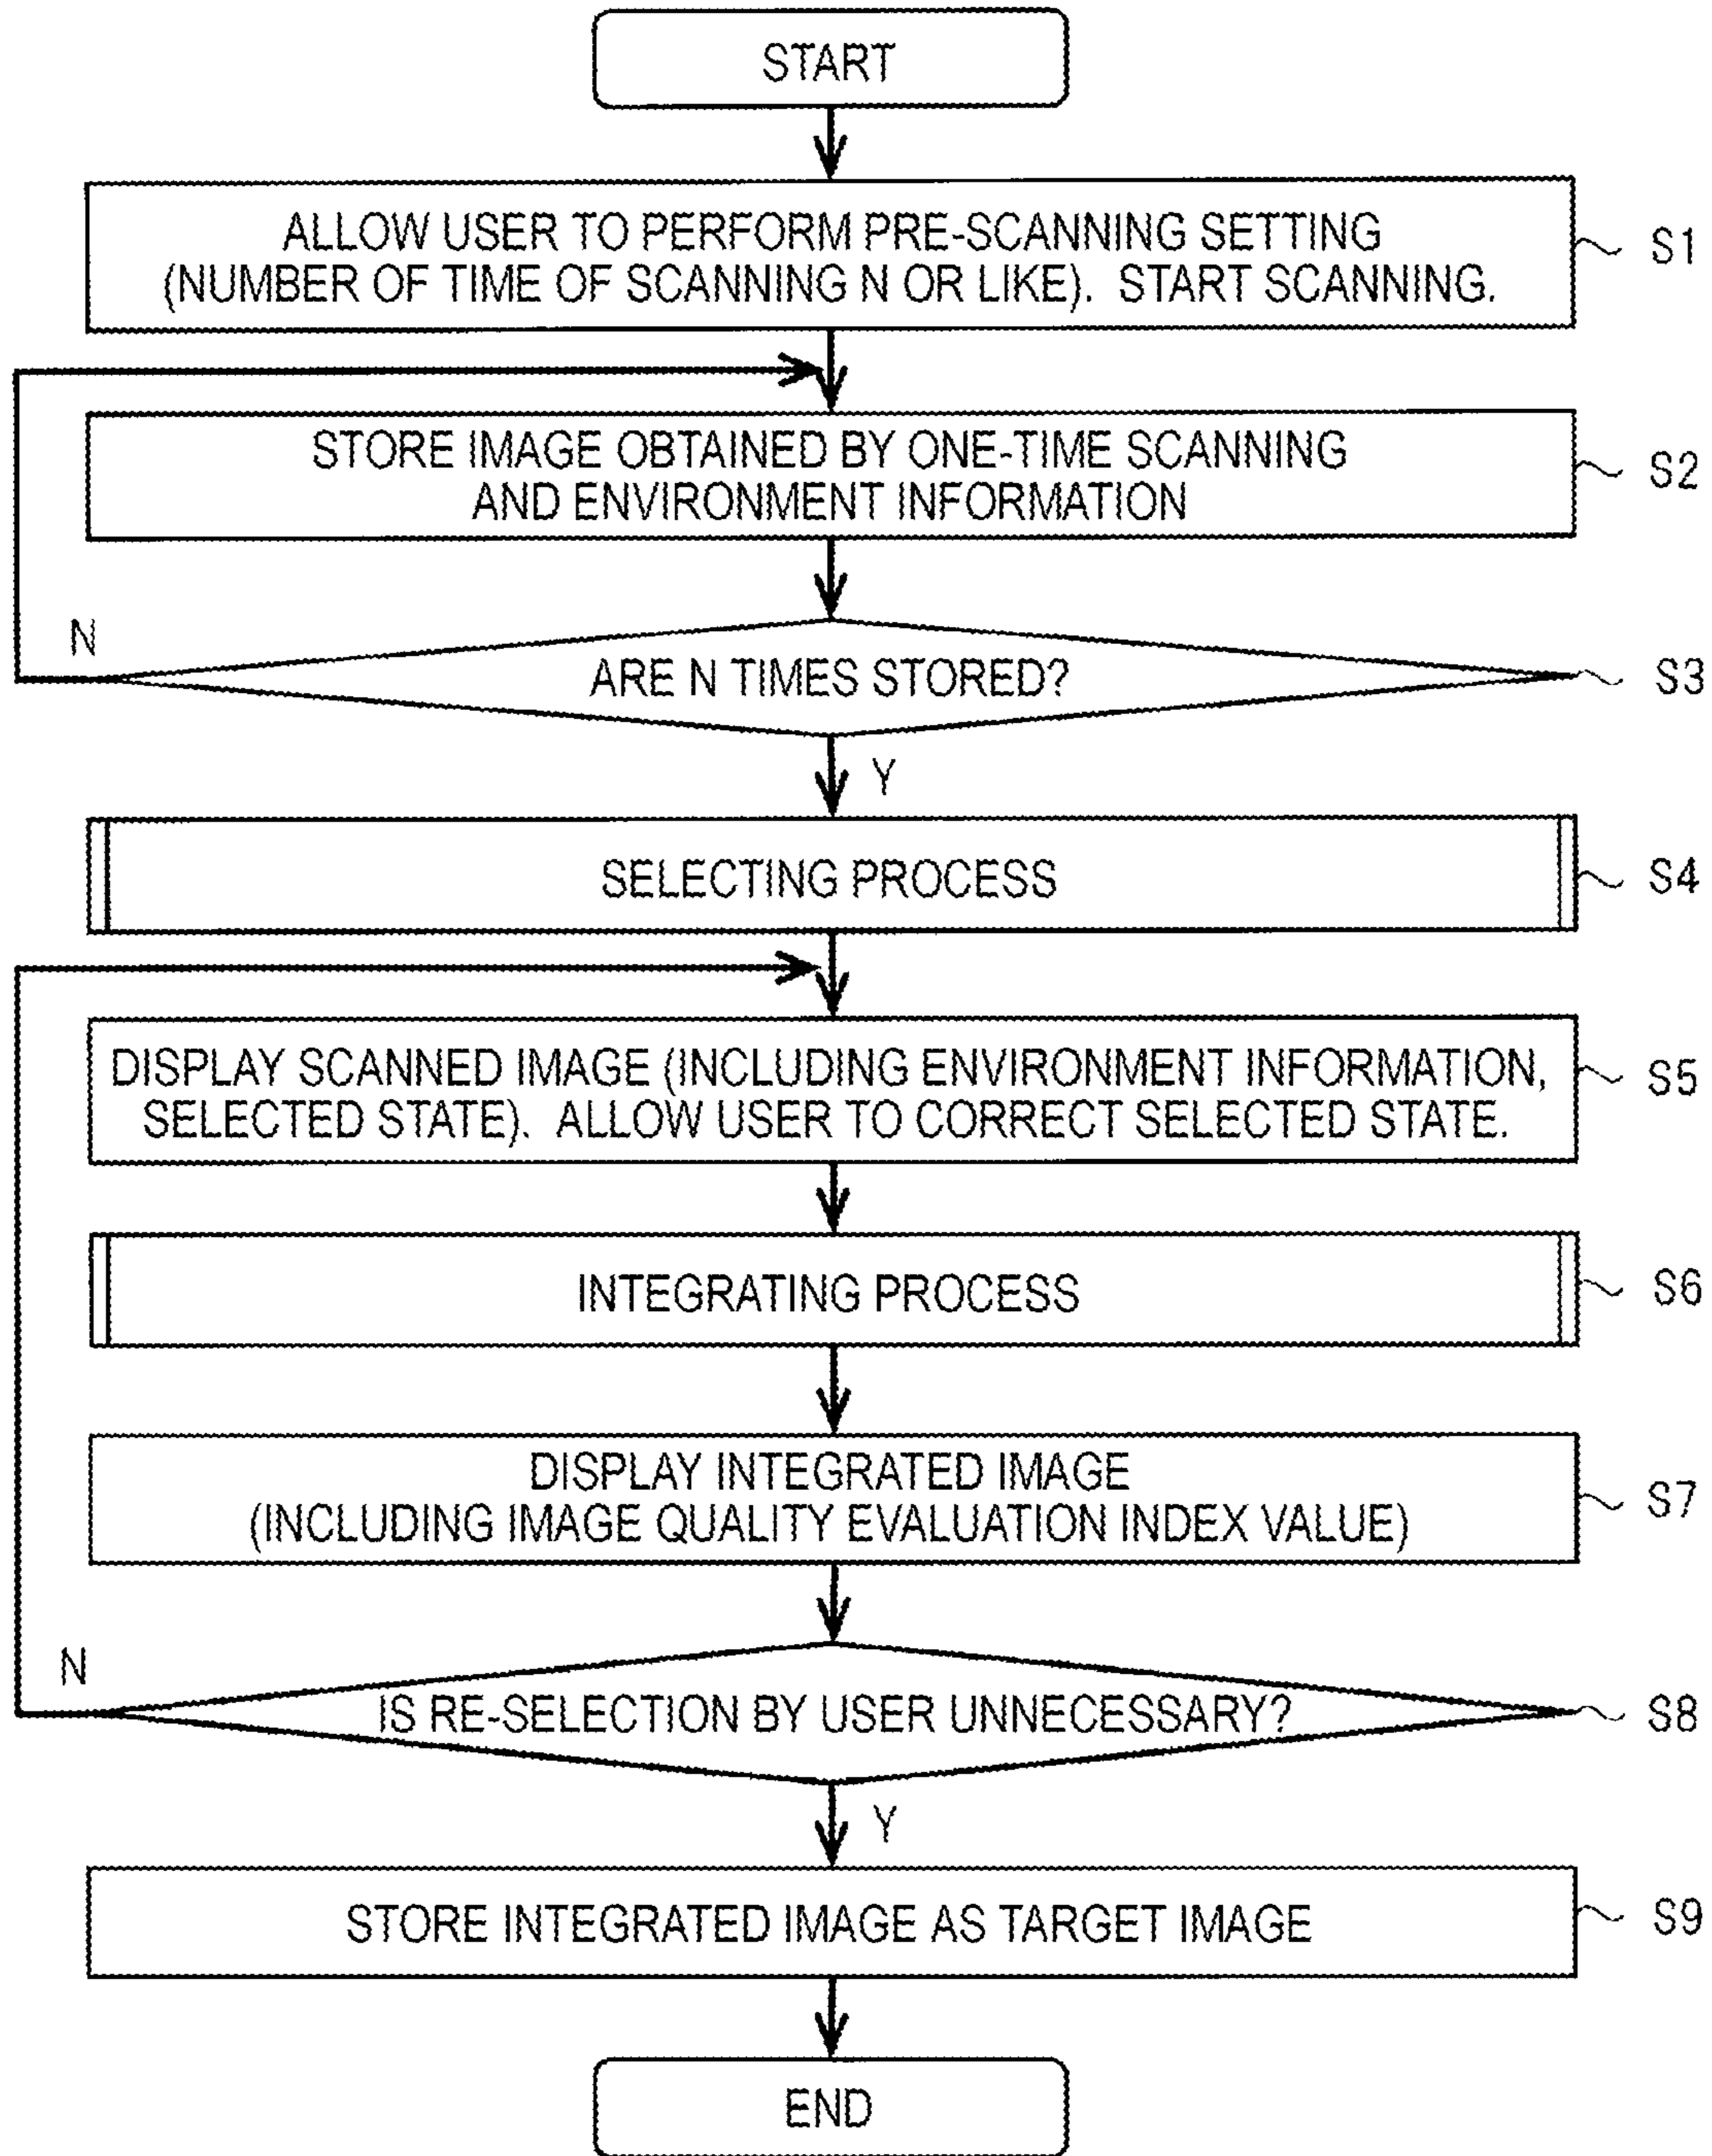 START
ALLOW USER TO PERFORM PRE-SCANNING SETTING
(NUMBER OF TIME OF SCANNING N OR LIKE). START SCANNING.
S1
STORE IMAGE OBTAINED BY ONE-TIME SCANNING
AND ENVIRONMENT INFORMATION
S2
N
ARE N TIMES STORED?
S3
Y
SELECTING PROCESS
S4
DISPLAY SCANNED IMAGE (INCLUDING ENVIRONMENT INFORMATION,
SELECTED STATE). ALLOW USER TO CORRECT SELECTED STATE.
S5
INTEGRATING PROCESS
S6
DISPLAY INTEGRATED IMAGE
(INCLUDING IMAGE QUALITY EVALUATION INDEX VALUE)
S7
N
IS RE-SELECTION BY USER UNNECESSARY?
S8
Y
STORE INTEGRATED IMAGE AS TARGET IMAGE
S9
END